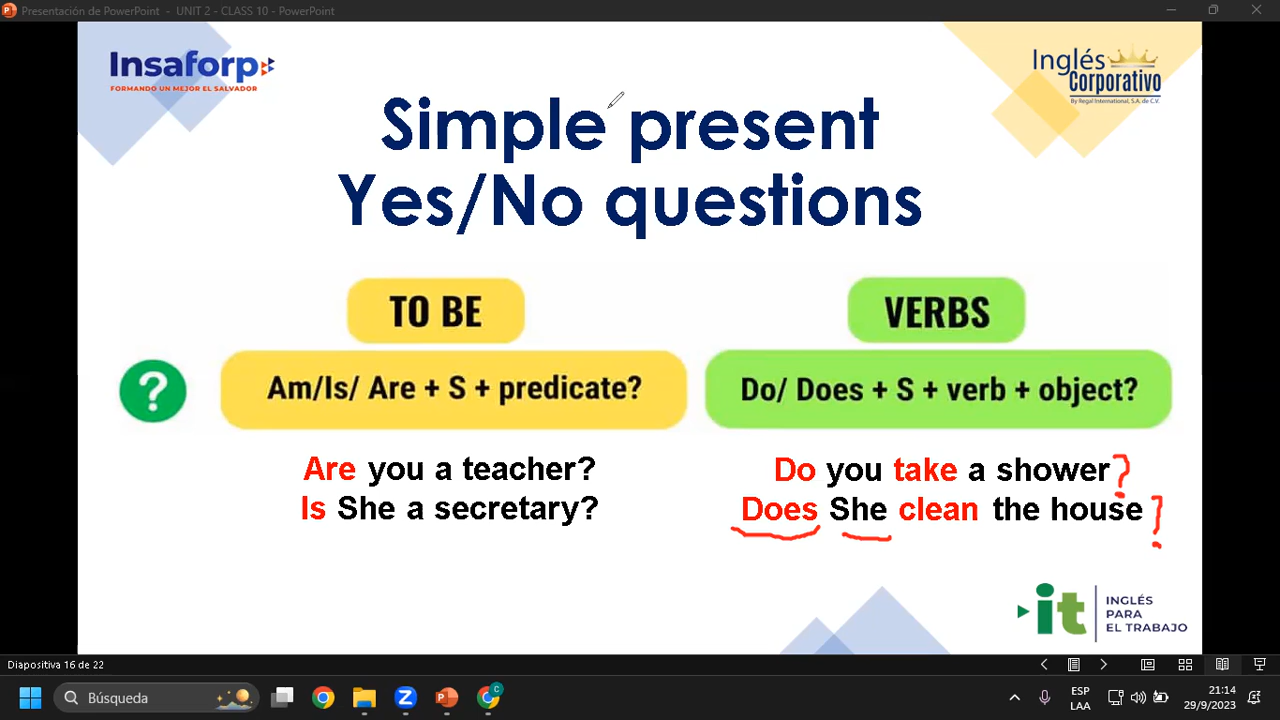 Presentación de PowerPoint - UNIT 2 - CLASS 10 - PowerPoint
Insaforp
FORMANDO UN MEJOR EL SALVADOR
Inglés
Corporativo
By Regal International, S.A. de C.V.
Simple present
Yes/No questions
TO BE
VERBS
?
Am/Is/ Are + S + predicate?
Do/ Does + S + verb + object?
Are you a teacher?
Is She a secretary?
Do you take a shower?
Does She clean the house?
it
INGLÉS
PARA
EL TRABAJO
Diapositiva 16 de 22
Búsqueda
C
ESP
LAA
21:14
29/9/2023